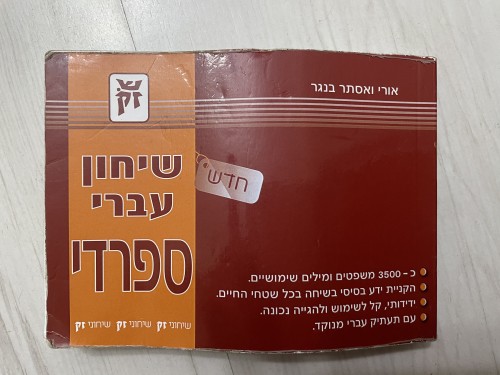 אורי ואסתר בנגר
זק
שיחון
עברי
ספרדי
חדש
כ - 3500 משפטים ומילים שימושיים.
הקניית ידע בסיסי בשיחה בכל שטחי החיים.
ידידותי, קל לשימוש ולהגייה נכונה.
עם תעתיק עברי מנוקד.
שיחוני זק שיחוני זק שיחוני זק